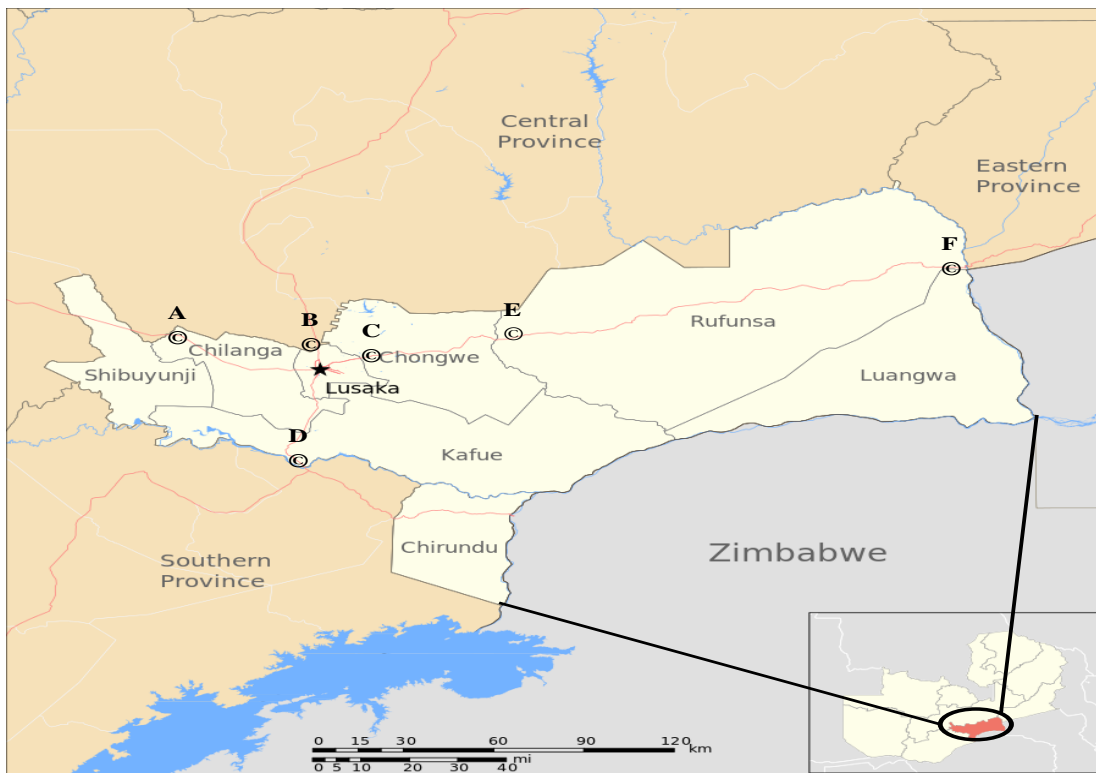 Central
Province
Eastern
Province
A
©
B
©
C
©
D
©
E
©
F
©
Shibuyunji
Chilanga
Lusaka
Chongwe
Rufunsa
Luangwa
Kafue
Chirundu
Southern
Province
Zimbabwe
0 15 30 60 90 120 km
0 5 10 20 30 40 mi